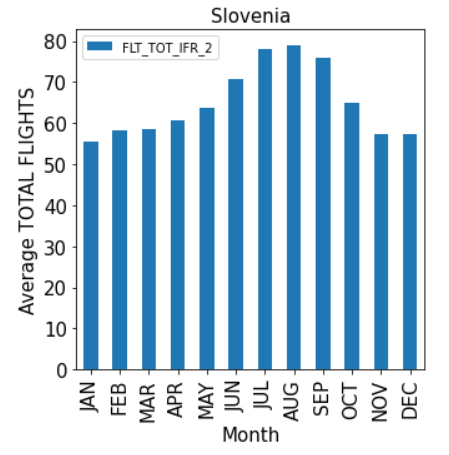 Slovenia
FLT_TOT_IFR_2
Average TOTAL FLIGHTS
80
70
60
50
40
30
20
10
0
JAN
FEB
MAR
APR
MAY
JUN
JUL
AUG
SEP
OCT
NOV
DEC
Month